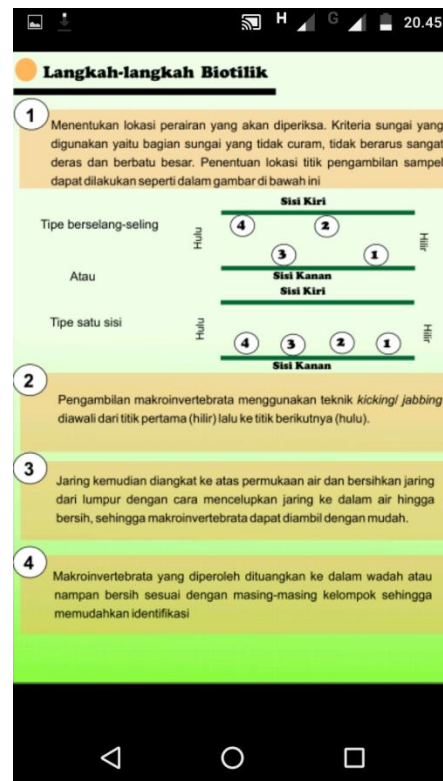 H G 20.45
Langkah-langkah Biotilik
1
Menentukan lokasi perairan yang akan diperiksa. Kriteria sungai yang
digunakan yaitu bagian sungai yang tidak curam, tidak berarus sangat
deras dan berbatu besar. Penentuan lokasi titik pengambilan sampel
dapat dilakukan seperti dalam gambar di bawah ini
Sisi Kiri
Tipe berselang-seling
Hulu
4 2
3 1
Hilir
Sisi Kanan
Atau
Sisi Kiri
Tipe satu sisi
Hulu
4 3 2 1
Hilir
Sisi Kanan
2
Pengambilan makroinvertebrata menggunakan teknik kicking/ jabbing
diawali dari titik pertama (hilir) lalu ke titik berikutnya (hulu).
3
Jaring kemudian diangkat ke atas permukaan air dan bersihkan jaring
dari lumpur dengan cara mencelupkan jaring ke dalam air hingga
bersih, sehingga makroinvertebrata dapat diambil dengan mudah.
4
Makroinvertebrata yang diperoleh dituangkan ke dalam wadah atau
nampan bersih sesuai dengan masing-masing kelompok sehingga
memudahkan identifikasi